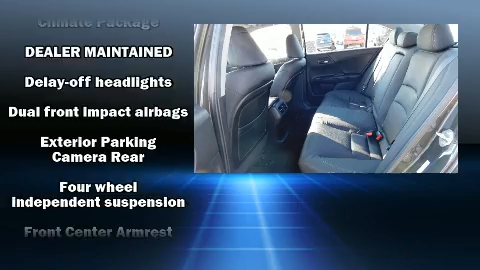 Climate Package
DEALER MAINTAINED
Delay-off headlights
Dual front impact airbags
Exterior Parking
Camera Rear
Four wheel
independent suspension
Front Center Armrest